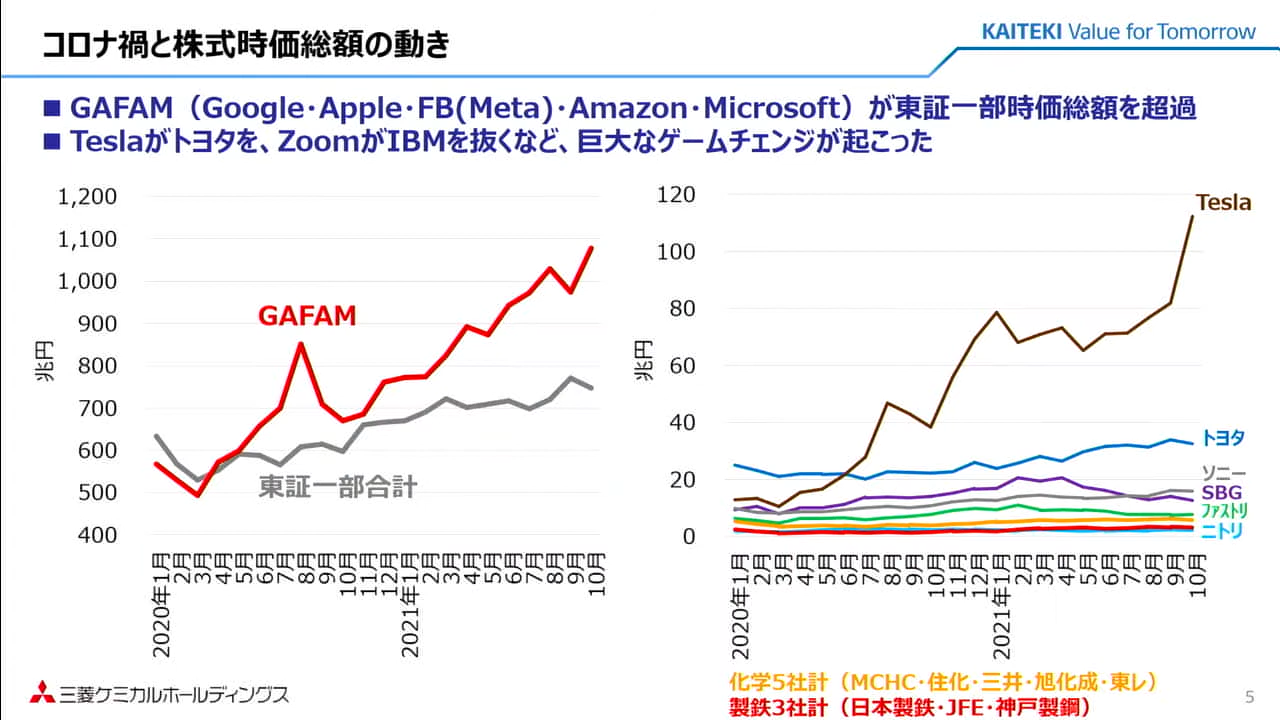 コロナ禍と株式時価総額の動き
KAITEKI Value for Tomorrow
■ GAFAM（Google・Apple・FB(Meta)・Amazon・Microsoft）が東証一部時価総額を超過
■ Teslaがトヨタを、ZoomがIBMを抜くなど、巨大なゲームチェンジが起こった
1,200
1,100
1,000
900
800
700
600
500
400
兆円
GAFAM
東証一部合計
2020年1月
2月
3月
4月
5月
6月
7月
8月
9月
10月
11月
12月
2021年1月
2月
3月
4月
5月
6月
7月
8月
9月
10月
120
100
80
60
40
20
0
兆円
Tesla
トヨタ
ソニー
SBG
ファストリ
ニトリ
2020年1月
2月
3月
4月
5月
6月
7月
8月
9月
10月
11月
12月
2021年1月
2月
3月
4月
5月
6月
7月
8月
9月
10月
化学5社計（MCHC・住化・三井・旭化成・東レ）
製鉄3社計（日本製鉄・JFE・神戸製鋼）
三菱ケミカルホールディングス
5